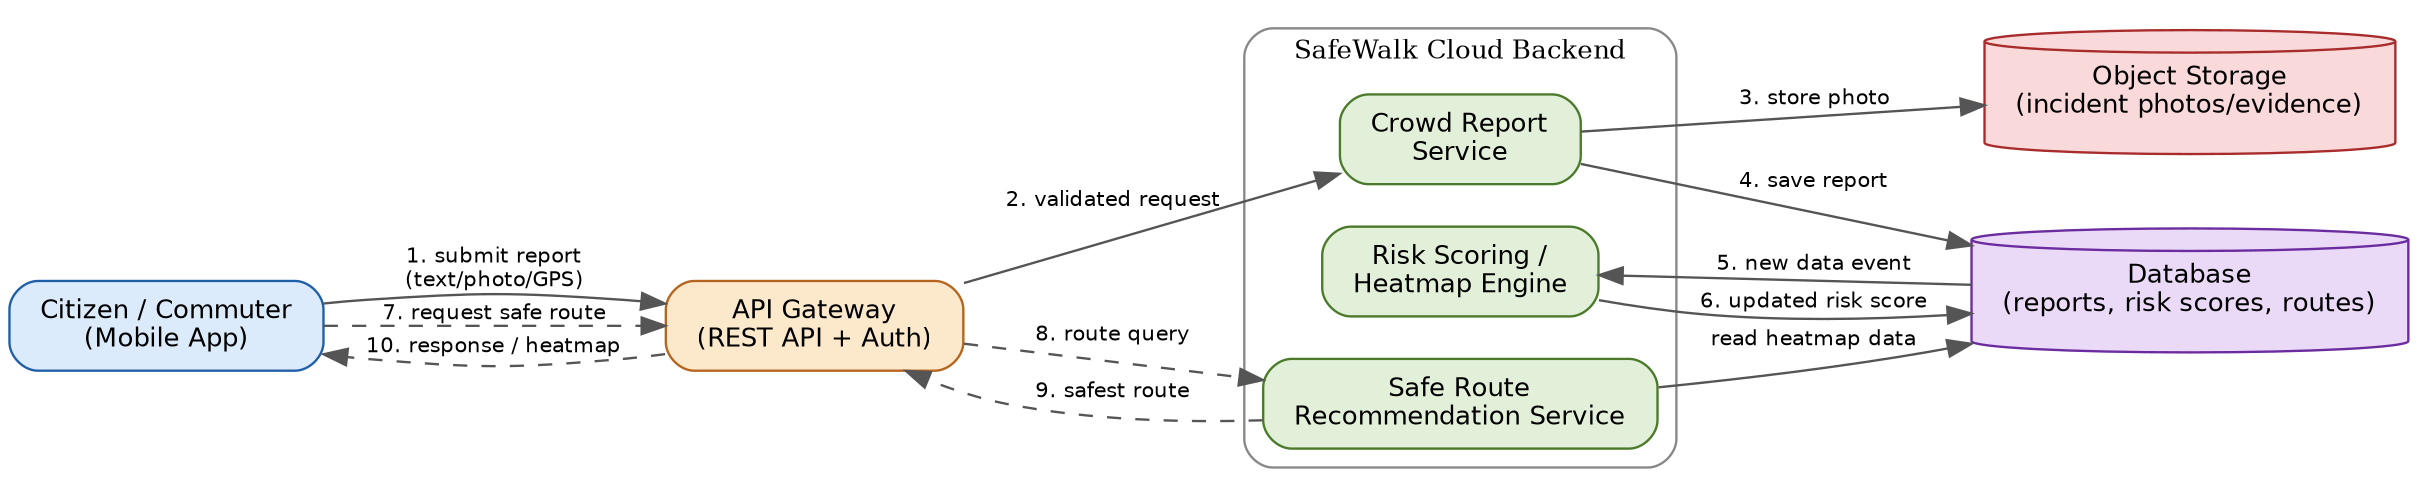 SafeWalk Cloud Backend
Object Storage
(incident photos/evidence)
3. store photo
Crowd Report
Service
4. save report
2. validated request
1. submit report
(text/photo/GPS)
Risk Scoring /
Heatmap Engine
5. new data event
6. updated risk score
Database
(reports, risk scores, routes)
Citizen / Commuter
(Mobile App)
7. request safe route
10. response / heatmap
API Gateway
(REST API + Auth)
8. route query
9. safest route
read heatmap data
Safe Route
Recommendation Service